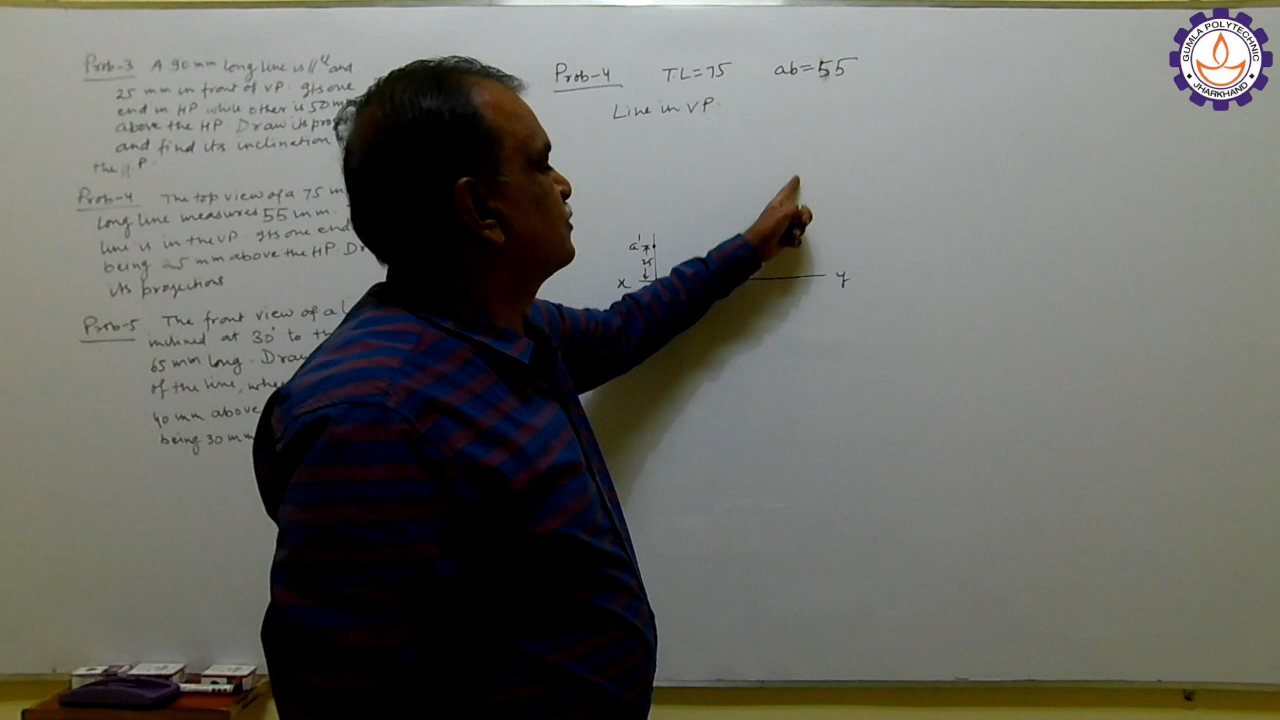 Prob-3 A 90 mm long line is //el and
25 mm in front of VP. Its one
end in HP while other is 50 m
above the HP. Draw its pro
and find its inclination
the // P.
Prob-4 The top view of a 75 m
long line measures 55 mm.
line is in the VP. Its one end
being 25 mm above the HP. D
its projections
Prob-5 The front view of a
inclined at 30° to th
65 mm long. Draw
of the line, whe
40 mm above
being 30 mm
Prob-4 TL=75 ab=55
Line in VP.
a'
25
x y
GUMLA POLYTECHNIC
JHARKHAND